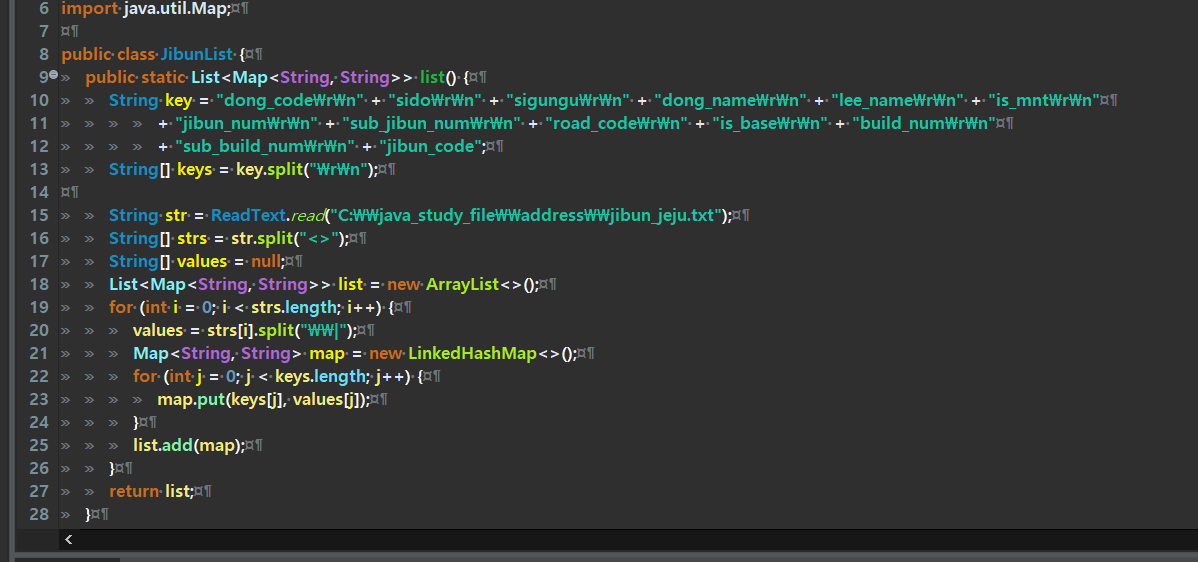 6 import java.util.Map;¤¶
7 ¤¶
8 public class JibunList {¤¶
9 » public static List<Map<String, String>> list() {¤¶
10 » » String key = "dong_code₩r₩n" + "sido₩r₩n" + "sigungu₩r₩n" + "dong_name₩r₩n" + "lee_name₩r₩n" + "is_mnt₩r₩n"¤¶
11 » » » » + "jibun_num₩r₩n" + "sub_jibun_num₩r₩n" + "road_code₩r₩n" + "is_base₩r₩n" + "build_num₩r₩n"¤¶
12 » » » » + "sub_build_num₩r₩n" + "jibun_code";¤¶
13 » » String[] keys = key.split("₩r₩n");¤¶
14 ¤¶
15 » » String str = ReadText.read("C:₩₩java_study_file₩₩address₩₩jibun_jeju.txt");¤¶
16 » » String[] strs = str.split("<>");¤¶
17 » » String[] values = null;¤¶
18 » » List<Map<String, String>> list = new ArrayList<>();¤¶
19 » » for (int i = 0; i < strs.length; i++) {¤¶
20 » » » values = strs[i].split("₩₩|");¤¶
21 » » » Map<String, String> map = new LinkedHashMap<>();¤¶
22 » » » for (int j = 0; j < keys.length; j++) {¤¶
23 » » » » map.put(keys[j], values[j]);¤¶
24 » » » }¤¶
25 » » » list.add(map);¤¶
26 » » }¤¶
27 » » return list;¤¶
28 » }¤¶